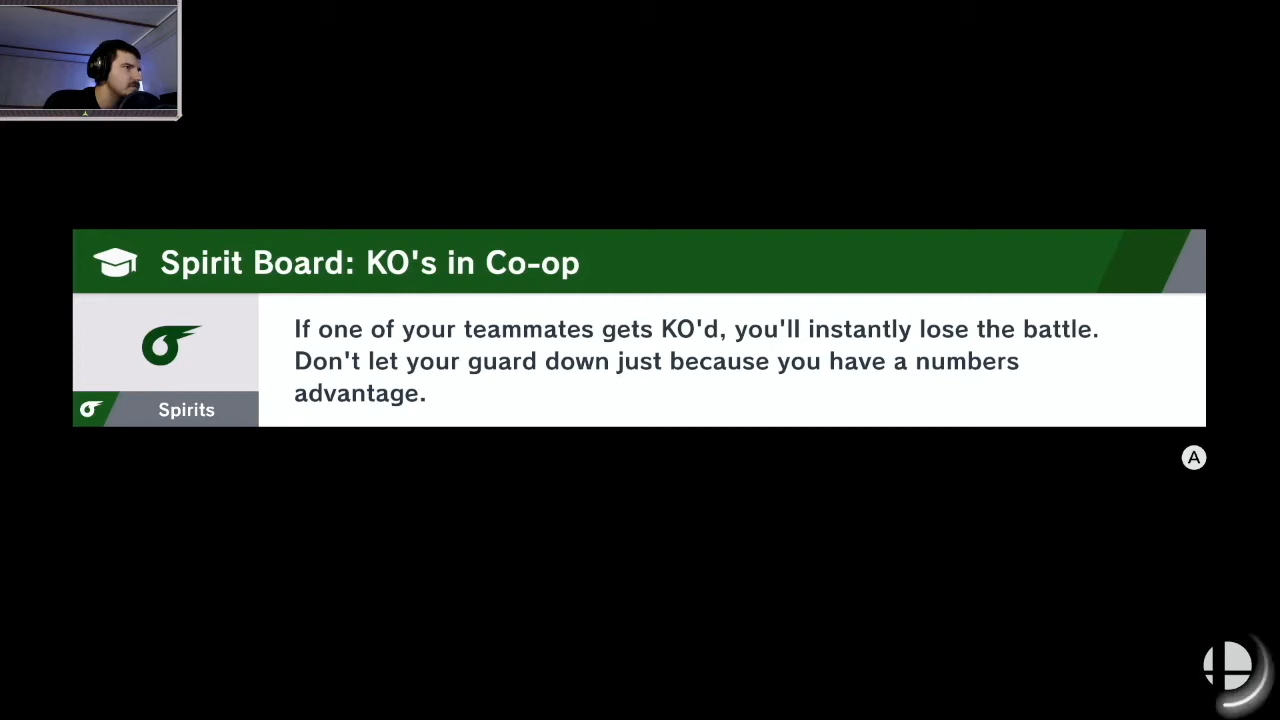 Spirit Board: KO's in Co-op
If one of your teammates gets KO'd, you'll instantly lose the battle.
Don't let your guard down just because you have a numbers
advantage.
Spirits
A